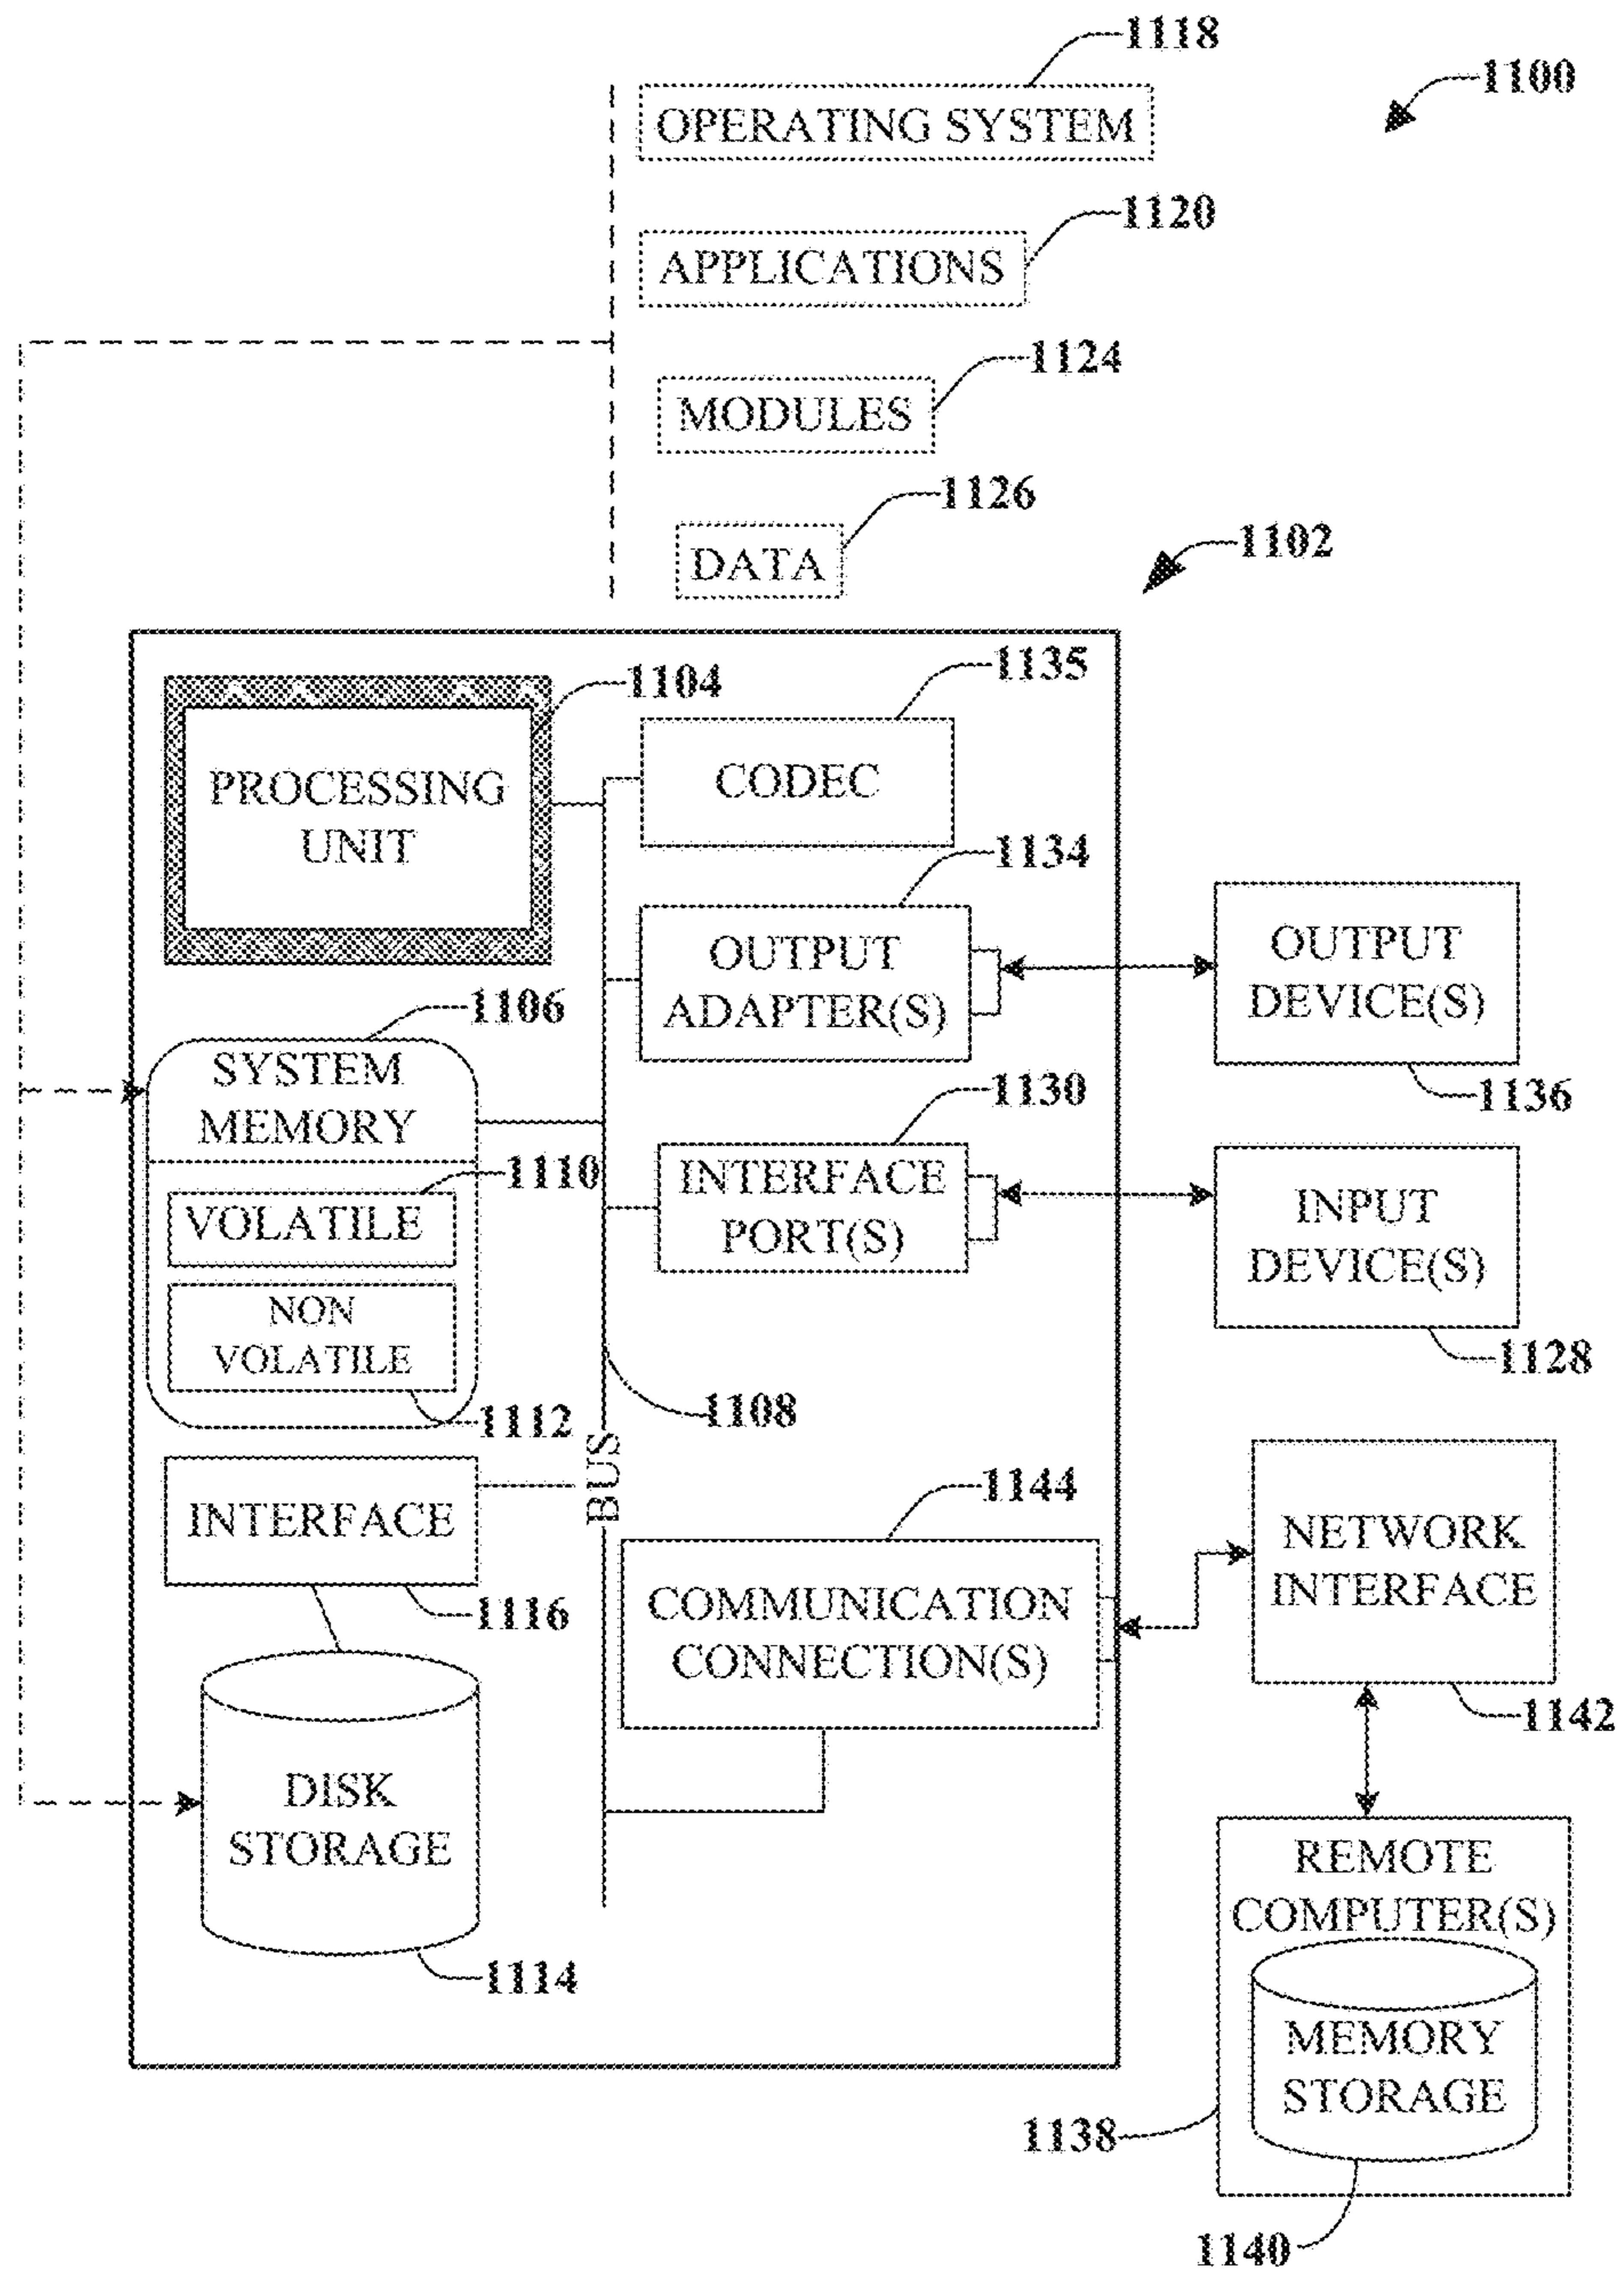 1118
1100
OPERATING SYSTEM
1120
APPLICATIONS
1124
MODULES
1126
DATA
1102
1104
PROCESSING
UNIT
1135
CODEC
1134
OUTPUT
ADAPTER(S)
OUTPUT
DEVICE(S)
1136
1106
SYSTEM
MEMORY
1110
VOLATILE
NON
VOLATILE
1112
1130
INTERFACE
PORT(S)
INPUT
DEVICE(S)
1128
1108
BUS
INTERFACE
1116
1144
COMMUNICATION
CONNECTION(S)
NETWORK
INTERFACE
1142
DISK
STORAGE
1114
REMOTE
COMPUTER(S)
MEMORY
STORAGE
1138
1140